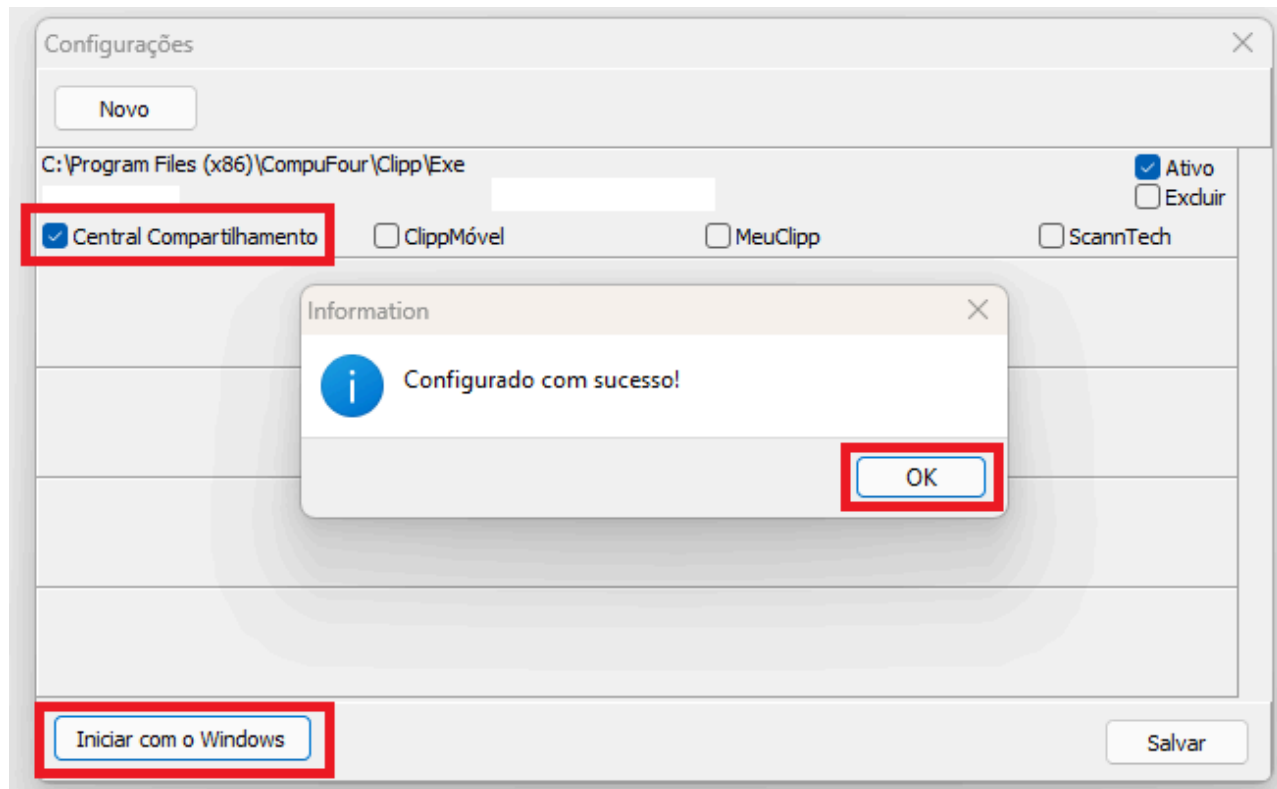 Configurações
Novo
C:\Program Files (x86)\CompuFour\Clipp\Exe
Ativo
Excluir
Central Compartilhamento ClippMóvel MeuClipp ScannTech
Information
Configurado com sucesso!
OK
Iniciar com o Windows Salvar